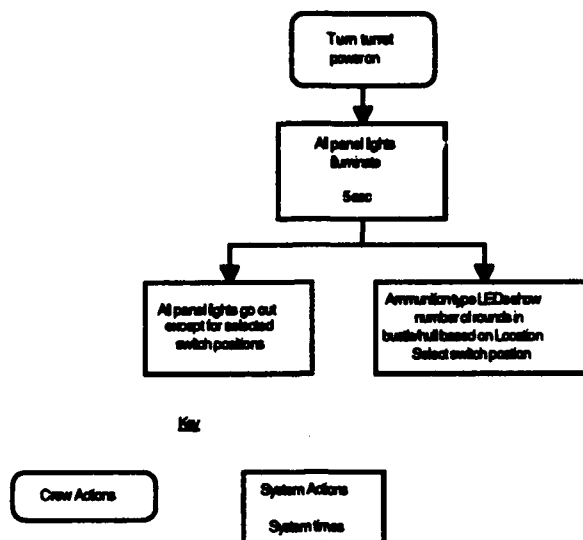 Turn turret
power on
All panel lights
illuminate
5 sec
All panel lights go out
except for selected
switch positions
Ammunition type LEDs show
number of rounds in
bustle/hull based on Location
Select switch position
Key
Crew Actions
System Actions
System times